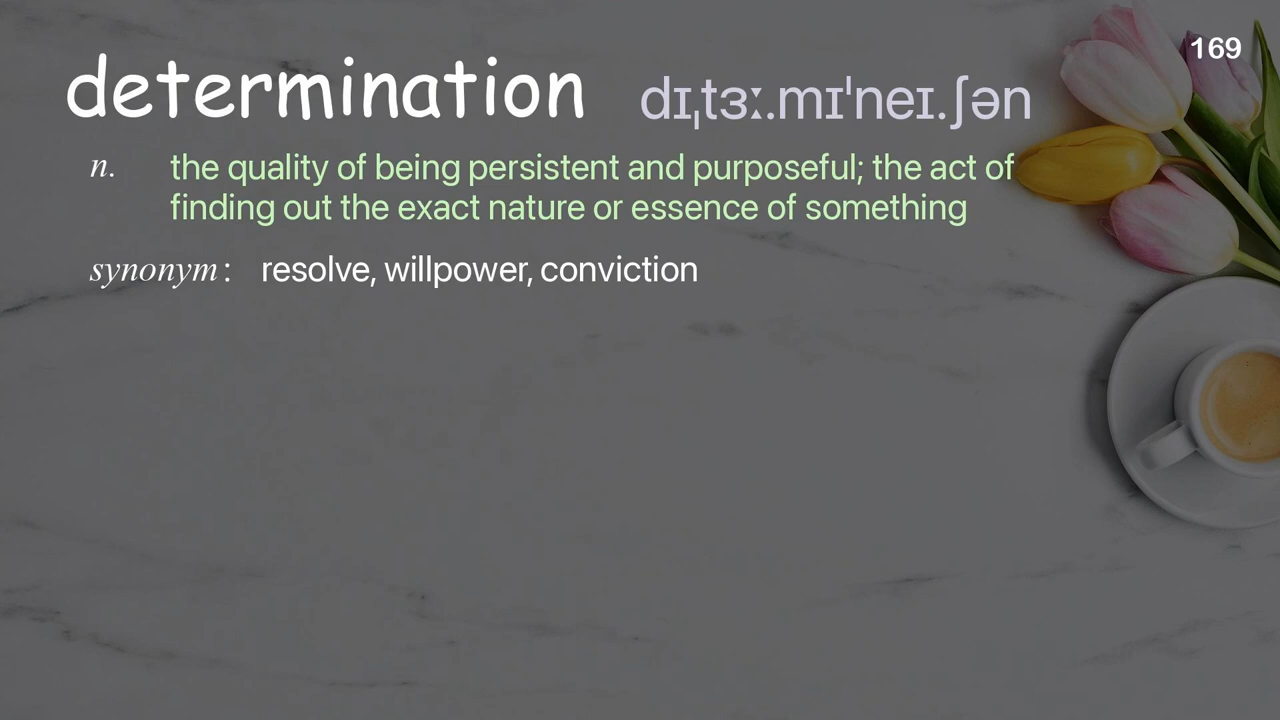 169
determination dɪˌtɜː.mɪˈneɪ.ʃən
n. the quality of being persistent and purposeful; the act of
finding out the exact nature or essence of something
synonym: resolve, willpower, conviction